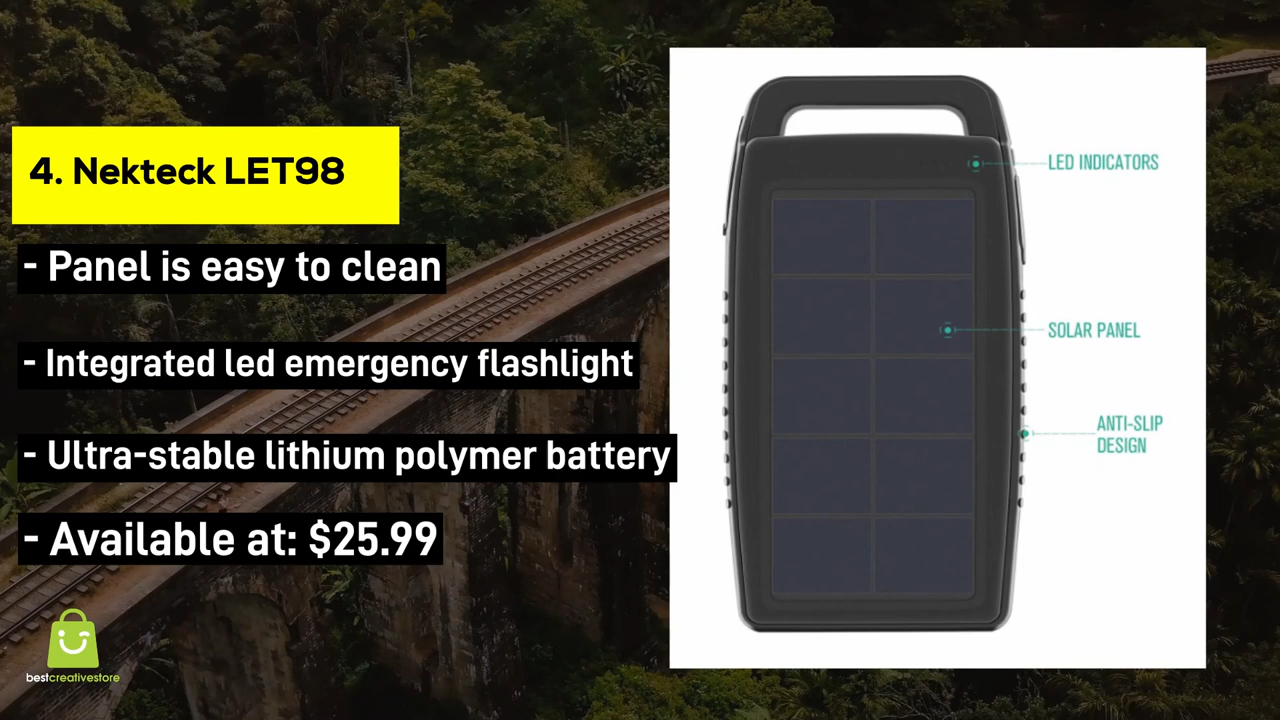 4. Nekteck LET98
- Panel is easy to clean
- Integrated led emergency flashlight
- Ultra-stable lithium polymer battery
- Available at: $25.99
bestcreativestore
LED INDICATORS
SOLAR PANEL
ANTI-SLIP
DESIGN